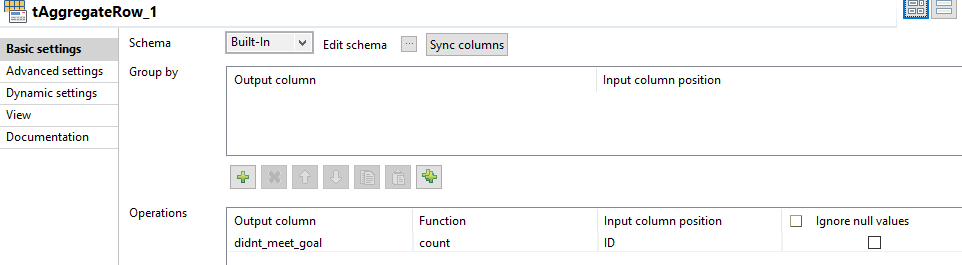 tAggregateRow_1
Basic settings
Advanced settings
Dynamic settings
View
Documentation
Schema Built-In Edit schema ... Sync columns
Group by
Output column Input column position
Operations
Output column Function Input column position Ignore null values
didnt_meet_goal count ID